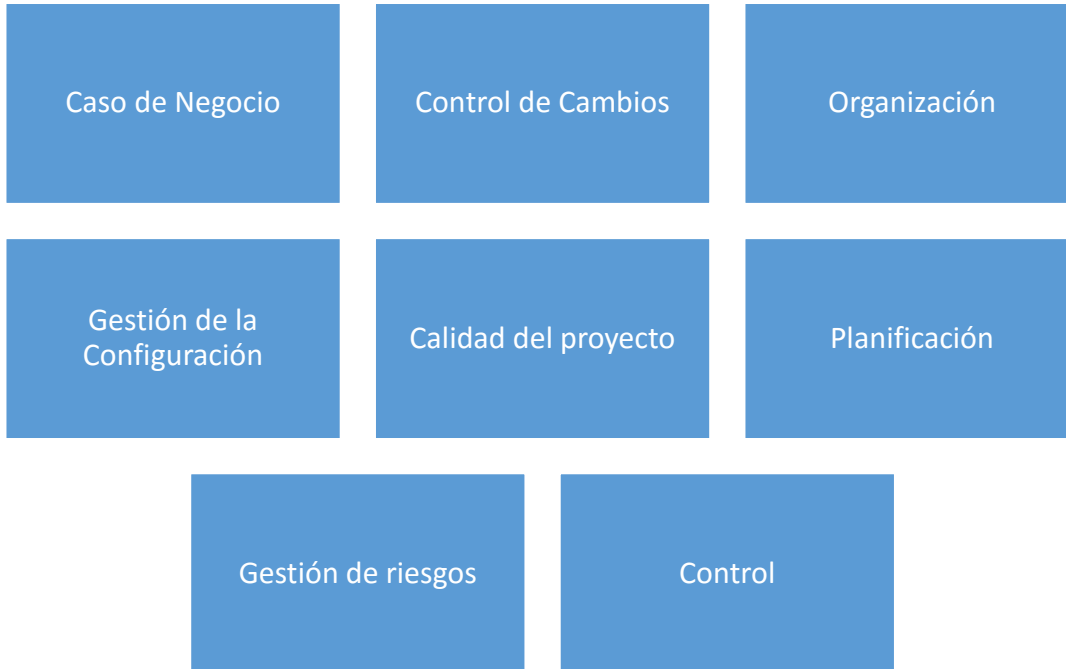 Caso de Negocio
Control de Cambios
Organización
Gestión de la
Configuración
Calidad del proyecto
Planificación
Gestión de riesgos
Control